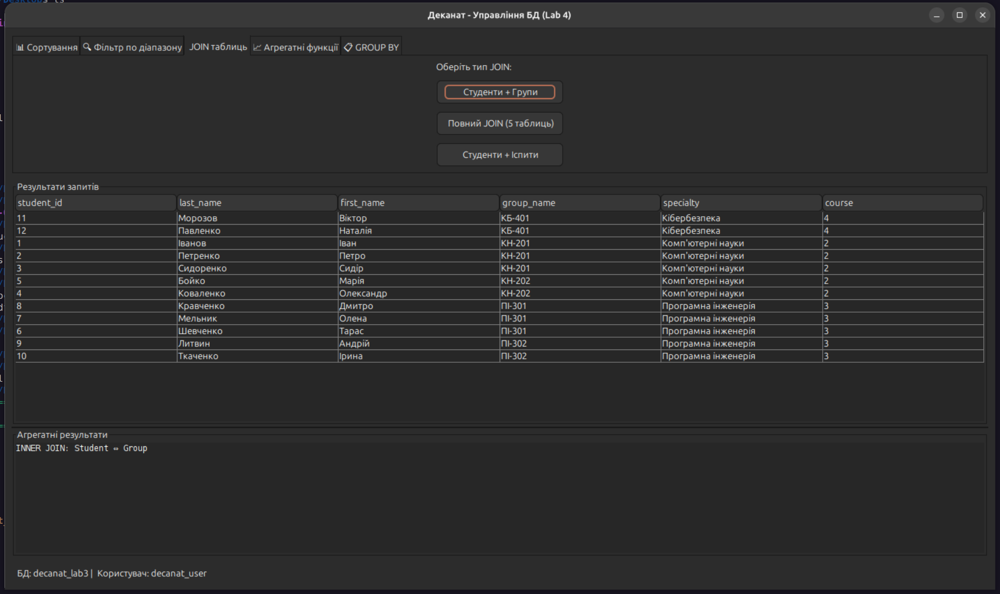 Деканат - Управління БД (Lab 4)
Сортування Фільтр по діапазону JOIN таблиць Агрегатні функції GROUP BY
Оберіть тип JOIN:
Студенти + Групи
Повний JOIN (5 таблиць)
Студенти + Іспити
Результати запитів
student_id last_name first_name group_name specialty course
11 Морозов Віктор КБ-401 Кібербезпека 4
12 Павленко Наталія КБ-401 Кібербезпека 4
1 Іванов Іван КН-201 Комп'ютерні науки 2
2 Петренко Петро КН-201 Комп'ютерні науки 2
3 Сидоренко Сидір КН-201 Комп'ютерні науки 2
5 Бойко Марія КН-202 Комп'ютерні науки 2
4 Коваленко Олександр КН-202 Комп'ютерні науки 2
8 Кравченко Дмитро ПІ-301 Програмна інженерія 3
7 Мельник Олена ПІ-301 Програмна інженерія 3
6 Шевченко Тарас ПІ-301 Програмна інженерія 3
9 Литвин Андрій ПІ-302 Програмна інженерія 3
10 Ткаченко Ірина ПІ-302 Програмна інженерія 3
Агрегатні результати
INNER JOIN: Student ⇔ Group
БД: decanat_lab3 | Користувач: decanat_user